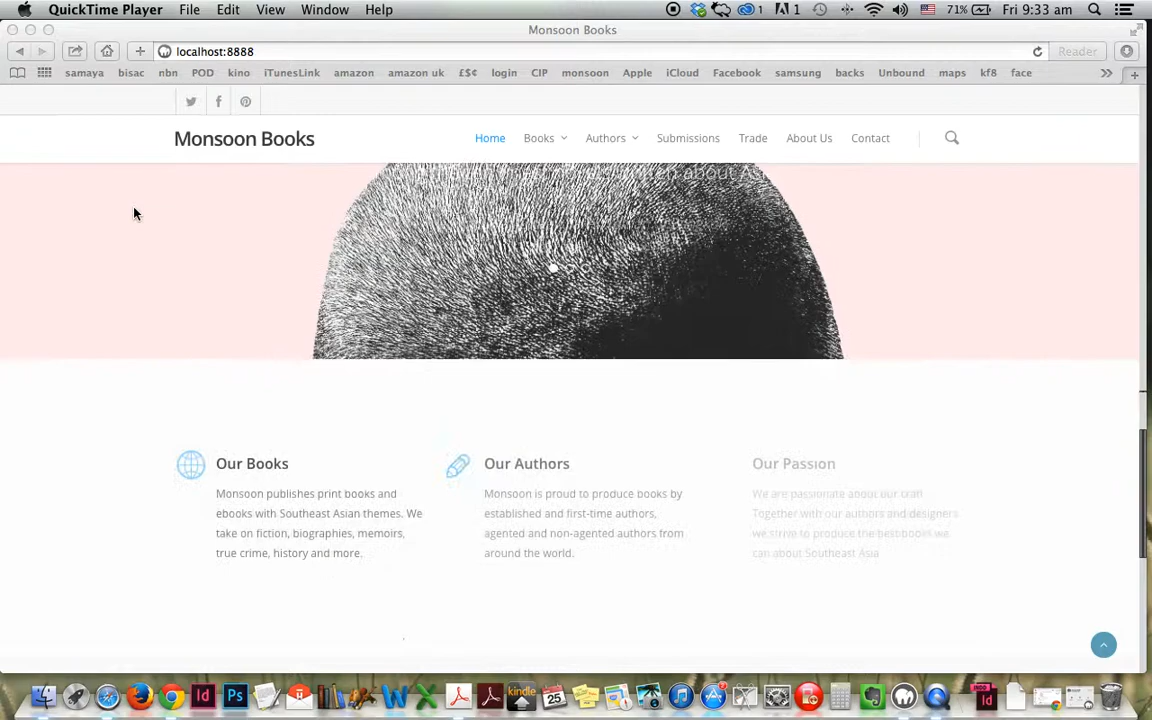 QuickTime Player File Edit View Window Help 1 A 1 71% Fri 9:33 am
Monsoon Books
localhost:8888 Reader
samaya bisac nbn POD kino iTunesLink amazon amazon uk £$¢ login CIP monsoon Apple iCloud Facebook samsung backs Unbound maps kf8 face
Monsoon Books Home Books Authors Submissions Trade About Us Contact
Our Books
Monsoon publishes print books and
ebooks with Southeast Asian themes. We
take on fiction, biographies, memoirs,
true crime, history and more.
Our Authors
Monsoon is proud to produce books by
established and first-time authors,
agented and non-agented authors from
around the world.
Our Passion
We are passionate about our craft
Together with our authors and designers
we strive to produce the best books we
can about Southeast Asia